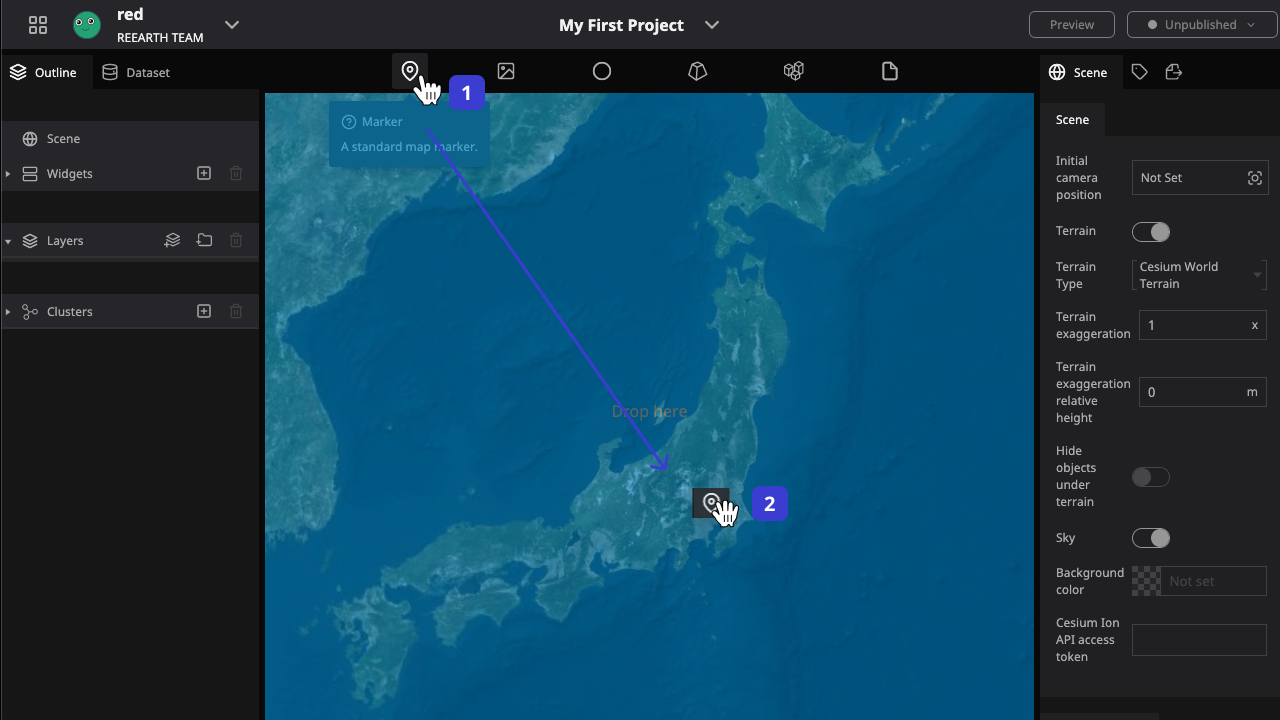 red
REEARTH TEAM
My First Project
Preview
Unpublished
Outline
Dataset
Scene
1
Marker
A standard map marker.
Scene
Widgets
Layers
Clusters
Drop here
2
Scene
Initial
camera
position
Not Set
Terrain
Terrain
Type
Cesium World
Terrain
Terrain
exaggeration
1
x
Terrain
exaggeration
relative
height
0
m
Hide
objects
under
terrain
Sky
Background
color
Not set
Cesium Ion
API access
token